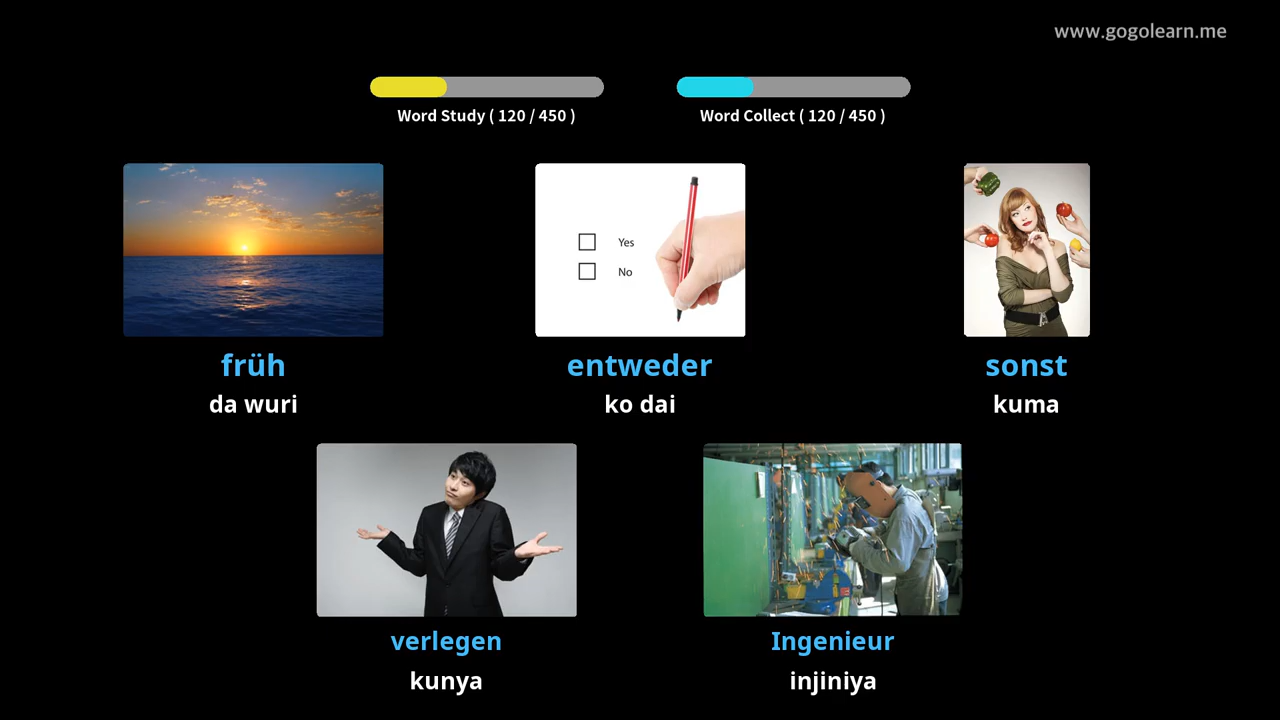 www.gogolearn.me
Word Study ( 120 / 450 )
Word Collect ( 120 / 450 )
Yes
No
früh
entweder
sonst
da wuri
ko dai
kuma
verlegen
Ingenieur
kunya
injiniya